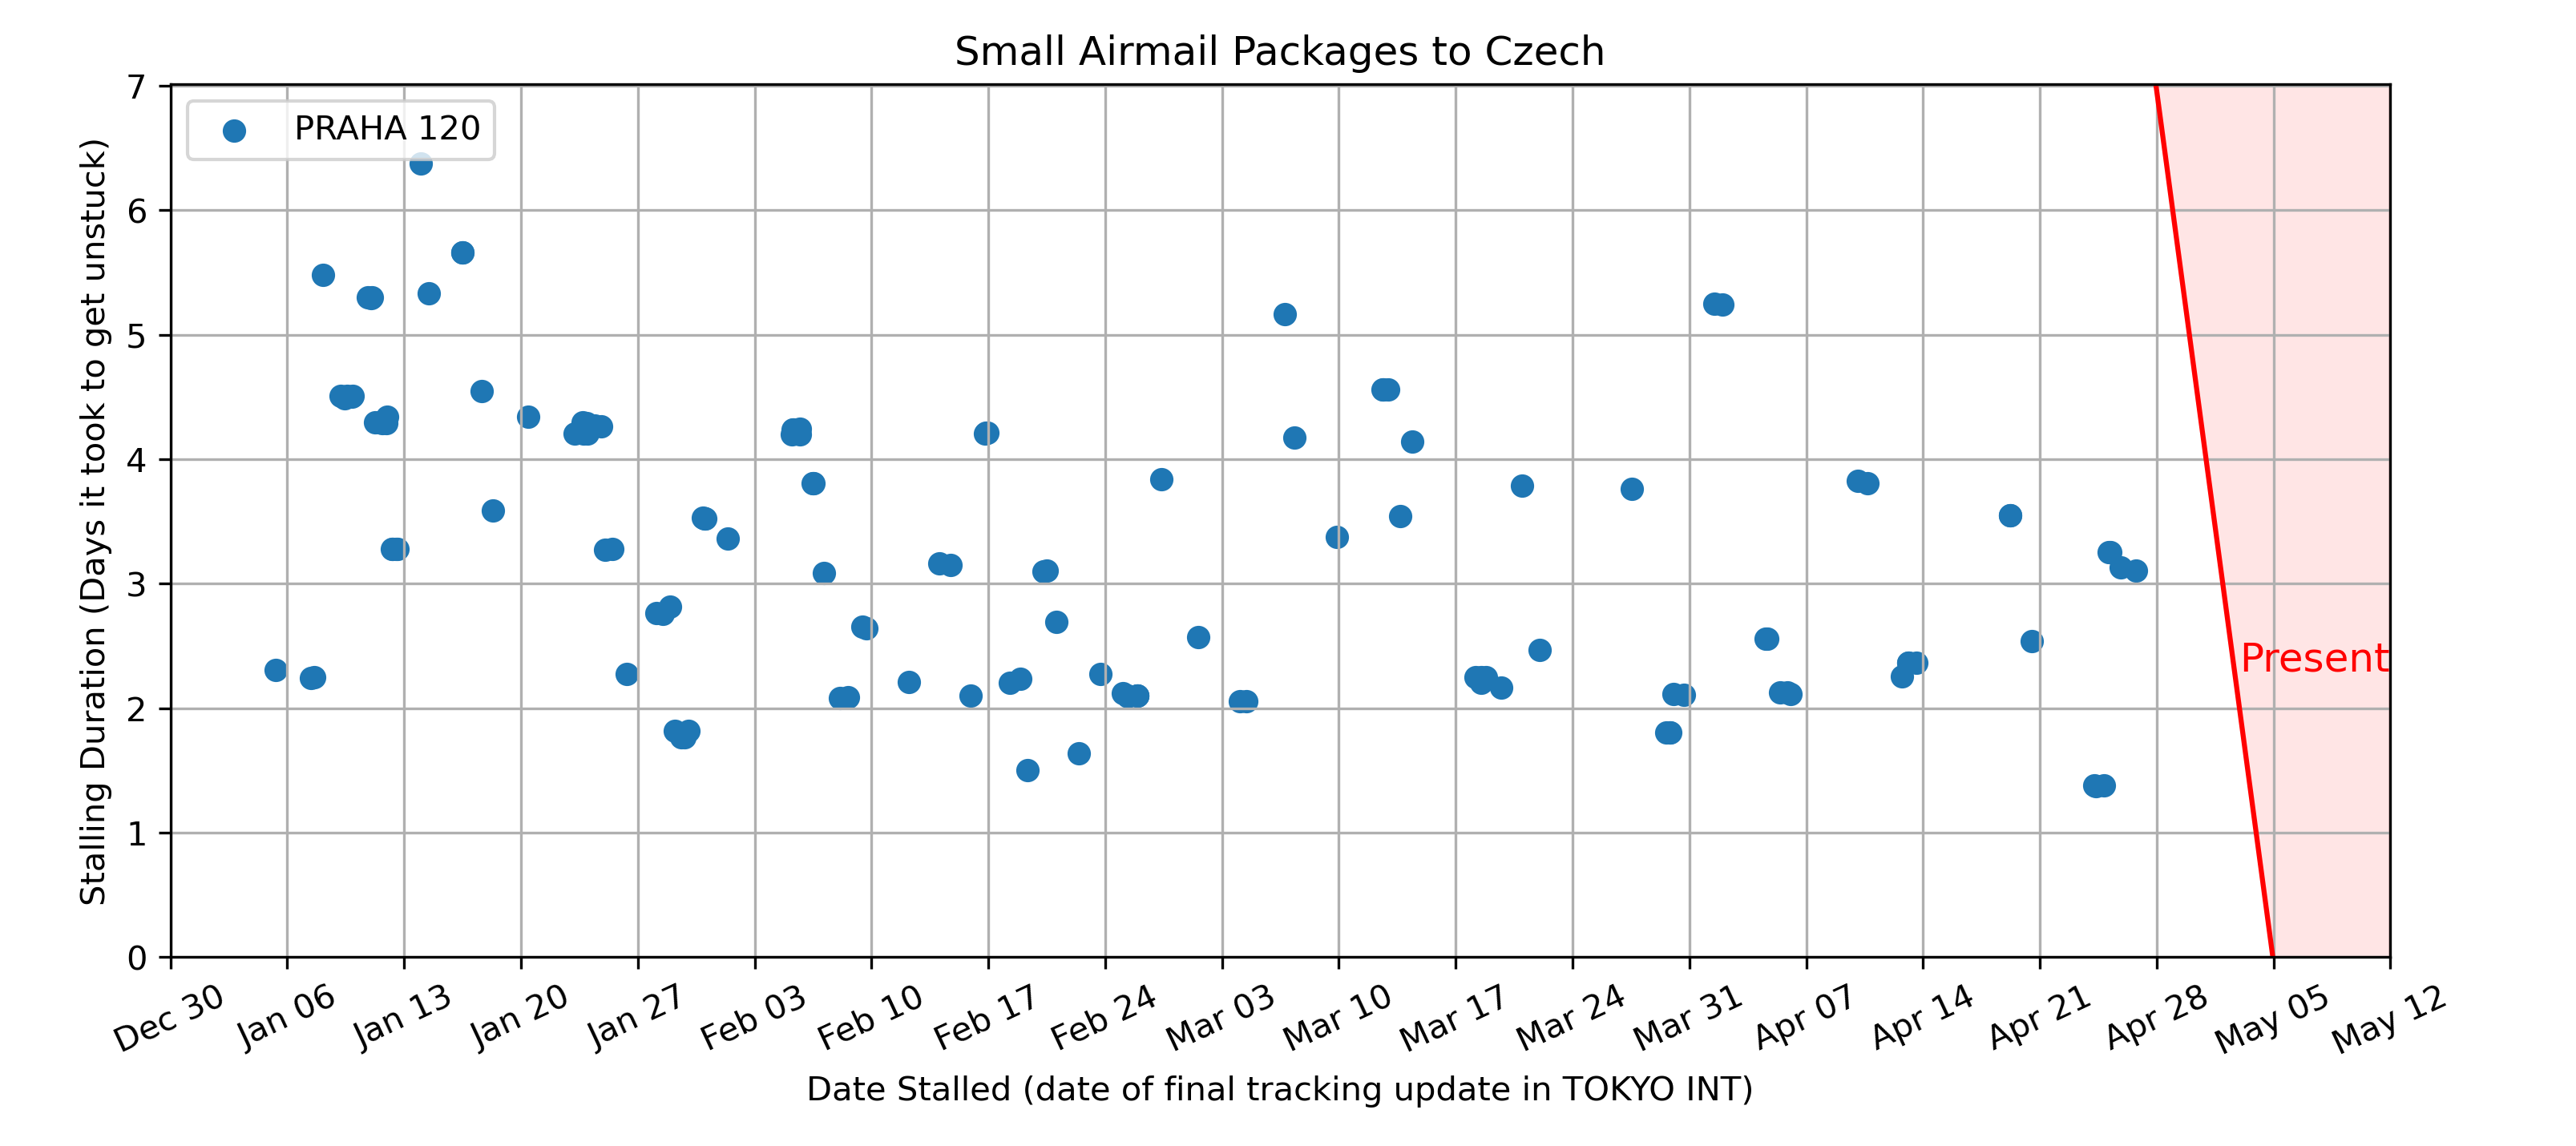 Small Airmail Packages to Czech
PRAHA 120
Stalling Duration (Days it took to get unstuck)
7
6
5
4
3
2
1
0
Present
Dec 30
Jan 06
Jan 13
Jan 20
Jan 27
Feb 03
Feb 10
Feb 17
Feb 24
Mar 03
Mar 10
Mar 17
Mar 24
Mar 31
Apr 07
Apr 14
Apr 21
Apr 28
May 05
May 12
Date Stalled (date of final tracking update in TOKYO INT)